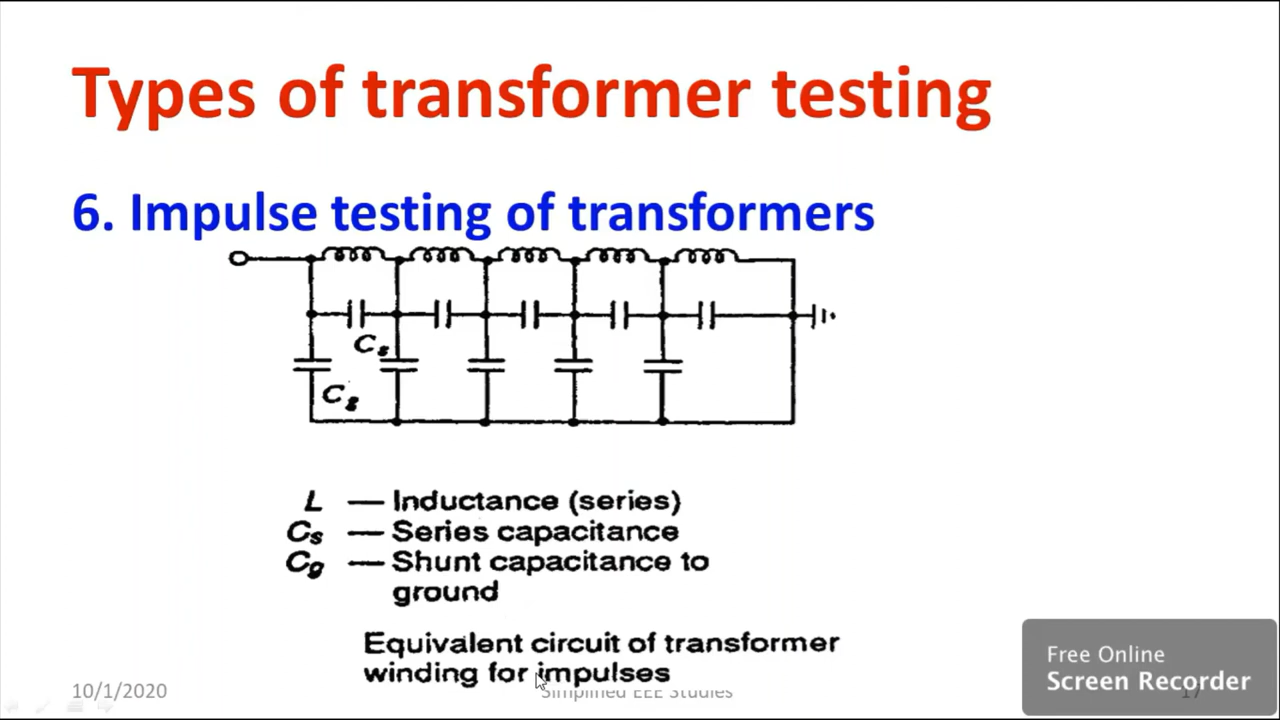 Types of transformer testing
6. Impulse testing of transformers
Cs
Cg
L — Inductance (series)
Cs — Series capacitance
Cg — Shunt capacitance to
ground
Equivalent circuit of transformer
winding for impulses
10/1/2020
Simplified EEE Studies
17
Free Online
Screen Recorder